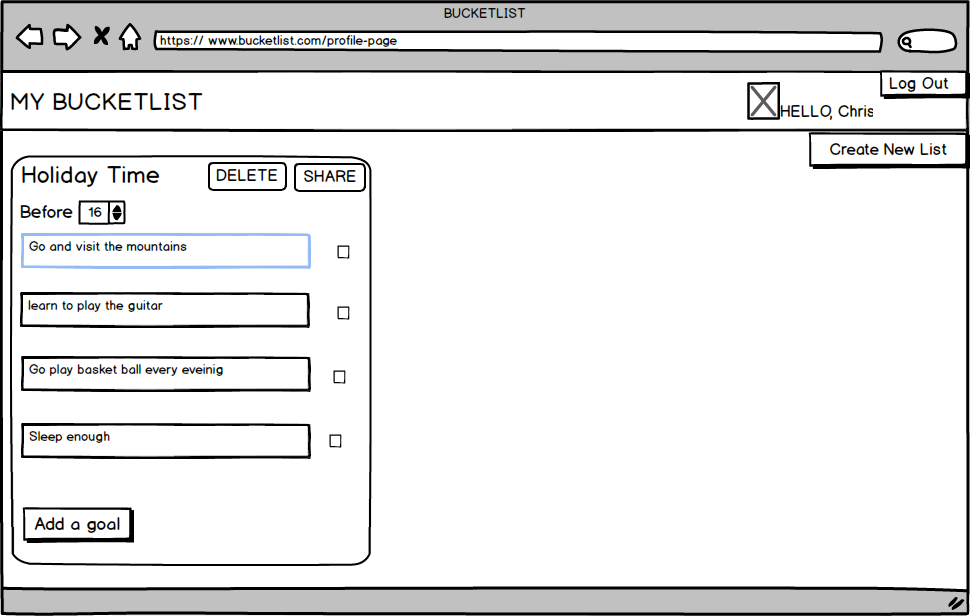 BUCKETLIST
https:// www.bucketlist.com/profile-page
Log Out
MY BUCKETLIST
HELLO, Chris
Create New List
Holiday Time
DELETE
SHARE
Before 16
Go and visit the mountains
learn to play the guitar
Go play basket ball every eveinig
Sleep enough
Add a goal